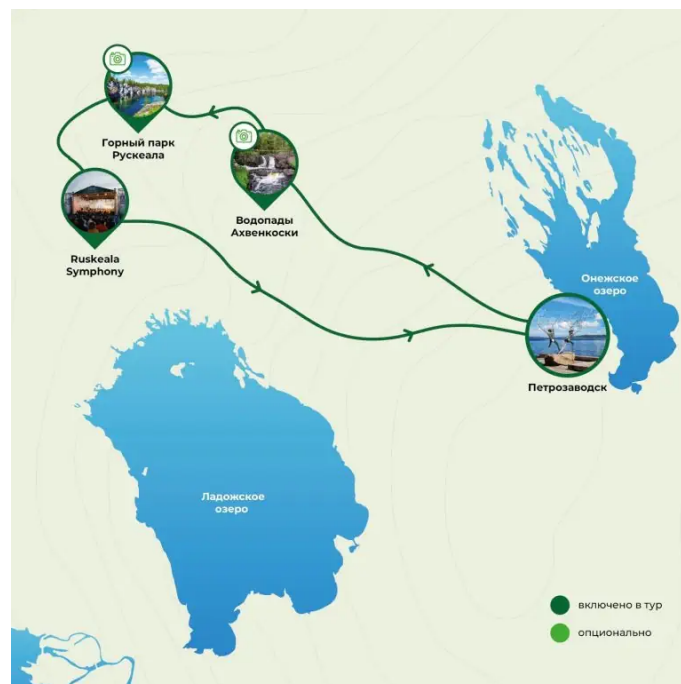 Горный парк
Рускеала
Водопады
Ахвенкоски
Ruskeala
Symphony
Онежское
озеро
Петрозаводск
Ладожское
озеро
включено в тур
опционально